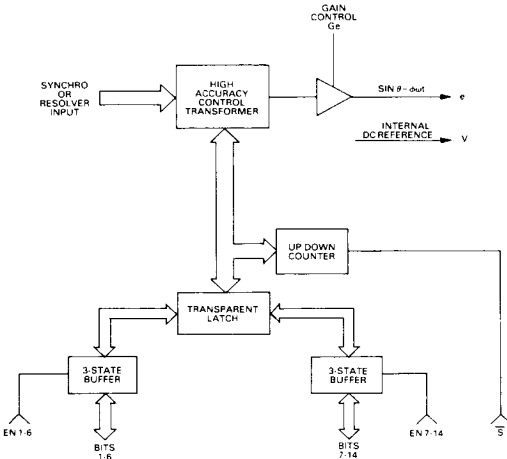 GAIN
CONTROL
Ge
SYNCHRO
OR
RESOLVER
INPUT
HIGH
ACCURACY
CONTROL
TRANSFORMER
SIN θ - φωt
e
INTERNAL
DC REFERENCE
V
UP DOWN
COUNTER
TRANSPARENT
LATCH
3-STATE
BUFFER
3-STATE
BUFFER
EN 1-6
BITS
1-6
BITS
7-14
EN 7-14
S̅